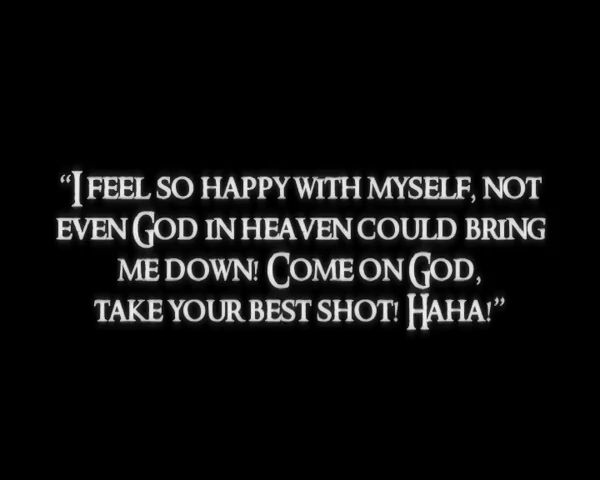 “I feel so happy with myself, not
even God in heaven could bring
me down! Come on God,
take your best shot! Haha!”